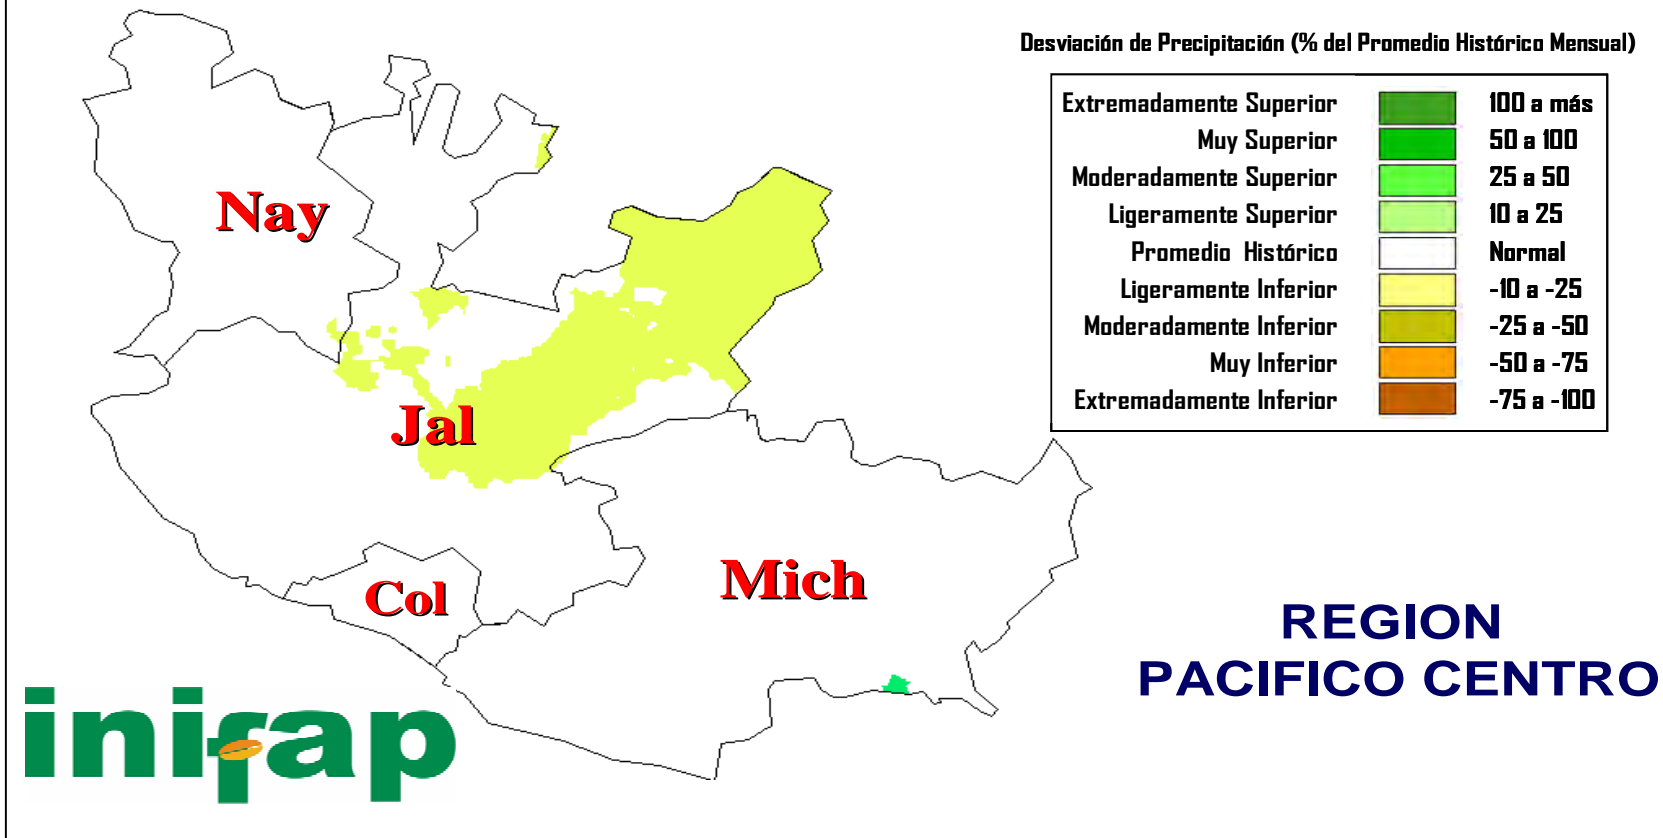 Desviación de Precipitación (% del Promedio Histórico Mensual)
Extremadamente Superior 100 a más
Muy Superior 50 a 100
Moderadamente Superior 25 a 50
Ligeramente Superior 10 a 25
Promedio Histórico Normal
Ligeramente Inferior -10 a -25
Moderadamente Inferior -25 a -50
Muy Inferior -50 a -75
Extremadamente Inferior -75 a -100
Nay
Jal
Col
Mich
REGION
PACIFICO CENTRO
inifap